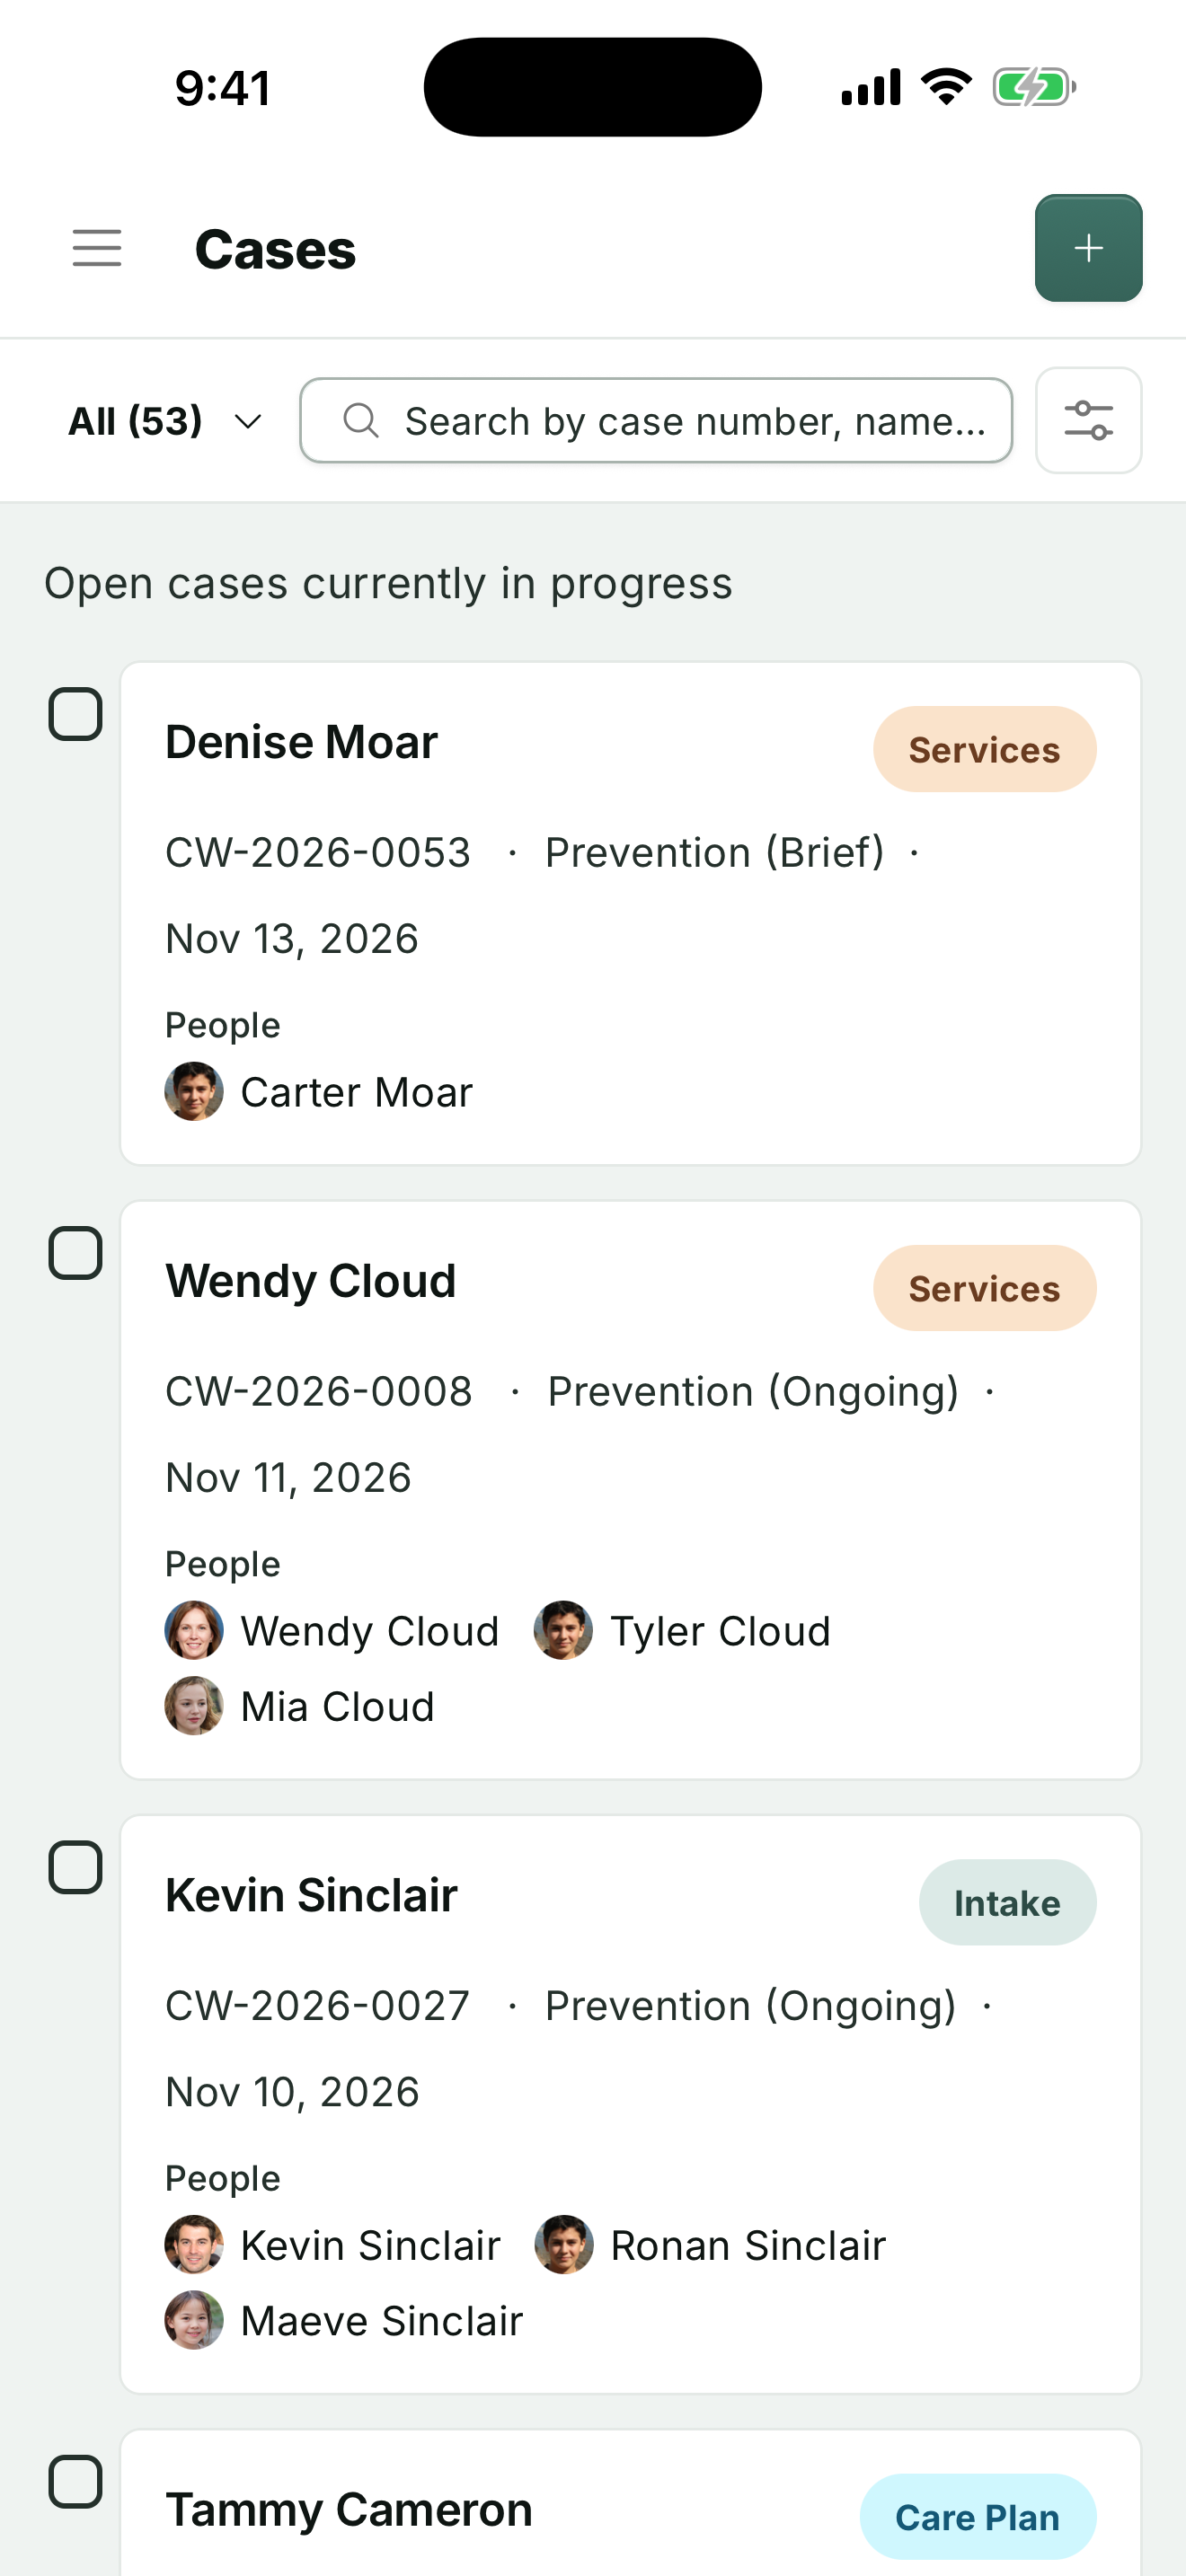 9:41
Cases
All (53) Search by case number, name...
Open cases currently in progress
Denise Moar Services
CW-2026-0053 · Prevention (Brief) ·
Nov 13, 2026
People
Carter Moar
Wendy Cloud Services
CW-2026-0008 · Prevention (Ongoing) ·
Nov 11, 2026
People
Wendy Cloud Tyler Cloud
Mia Cloud
Kevin Sinclair Intake
CW-2026-0027 · Prevention (Ongoing) ·
Nov 10, 2026
People
Kevin Sinclair Ronan Sinclair
Maeve Sinclair
Tammy Cameron Care Plan